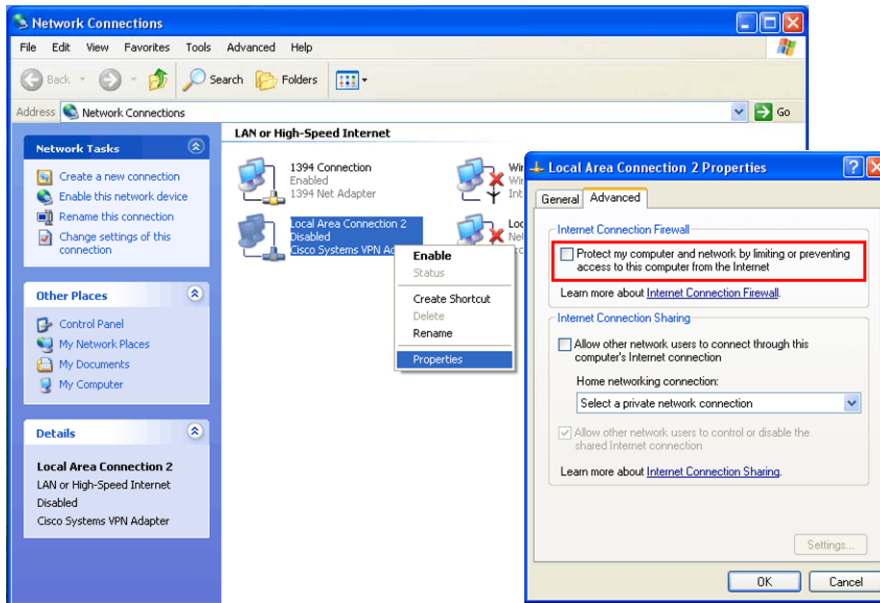 Network Connections
File Edit View Favorites Tools Advanced Help
Back Search Folders
Address Network Connections Go
Network Tasks
Create a new connection
Enable this network device
Rename this connection
Change settings of this
connection
Other Places
Control Panel
My Network Places
My Documents
My Computer
Details
Local Area Connection 2
LAN or High-Speed Internet
Disabled
Cisco Systems VPN Adapter
LAN or High-Speed Internet
1394 Connection
Enabled
1394 Net Adapter
Local Area Connection 2
Disabled
Cisco Systems VPN
Enable
Status
Create Shortcut
Delete
Rename
Properties
Local Area Connection 2 Properties
General Advanced
Internet Connection Firewall
Protect my computer and network by limiting or preventing
access to this computer from the Internet
Learn more about Internet Connection Firewall.
Internet Connection Sharing
Allow other network users to connect through this
computer's Internet connection
Home networking connection:
Select a private network connection
Allow other network users to control or disable the
shared Internet connection
Learn more about Internet Connection Sharing.
Settings...
OK Cancel